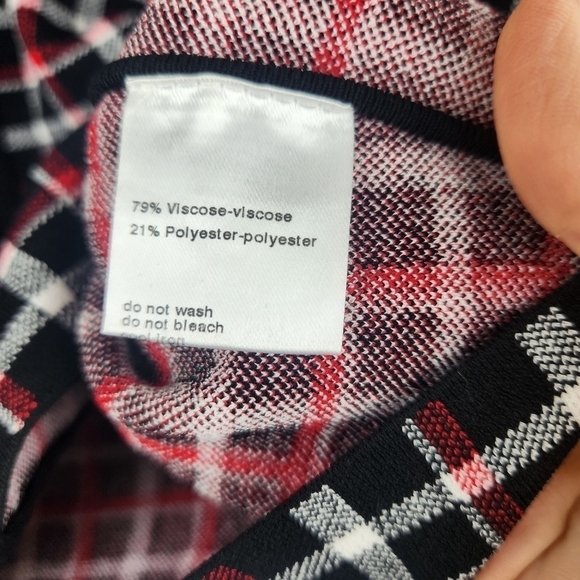 79% Viscose-viscose
21% Polyester-polyester
do not wash
do not bleach